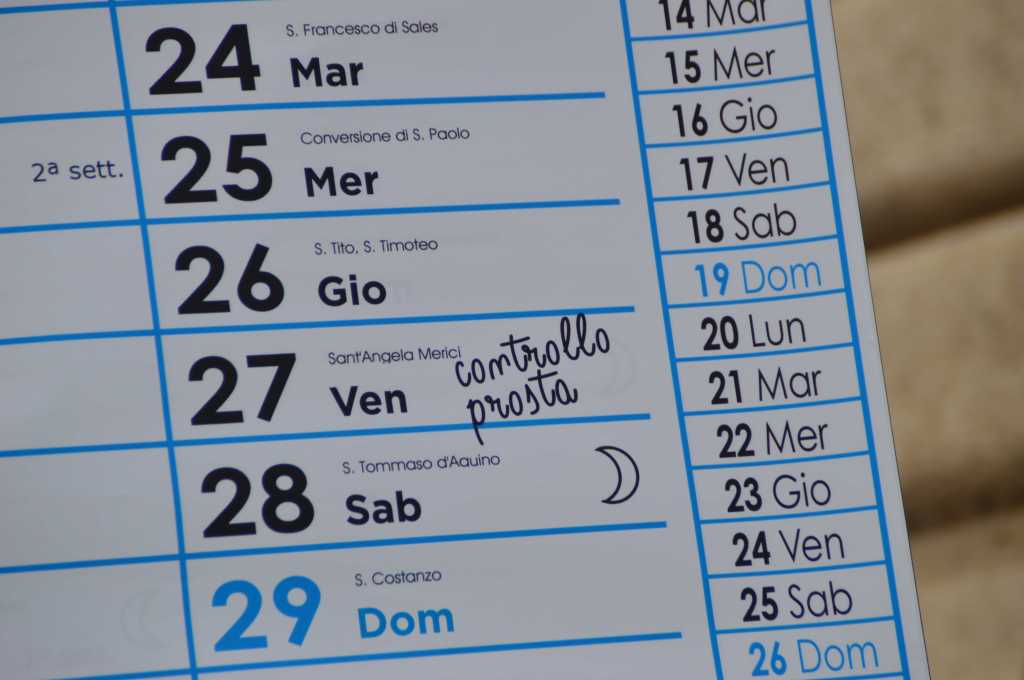 24 S. Francesco di Sales
Mar
2ª sett.
25 Conversione di S. Paolo
Mer
26 S. Tito, S. Timoteo
Gio
27 Sant'Angela Merici
Ven
controllo
prosta
28 S. Tommaso d'Aquino
Sab
29 S. Costanzo
Dom
14 Mar
15 Mer
16 Gio
17 Ven
18 Sab
19 Dom
20 Lun
21 Mar
22 Mer
23 Gio
24 Ven
25 Sab
26 Dom